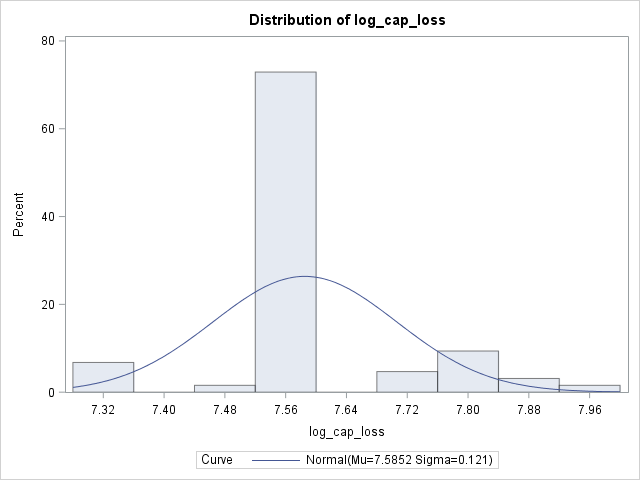 Distribution of log_cap_loss
80
60
40
20
0
Percent
7.32 7.40 7.48 7.56 7.64 7.72 7.80 7.88 7.96
log_cap_loss
Curve Normal(Mu=7.5852 Sigma=0.121)